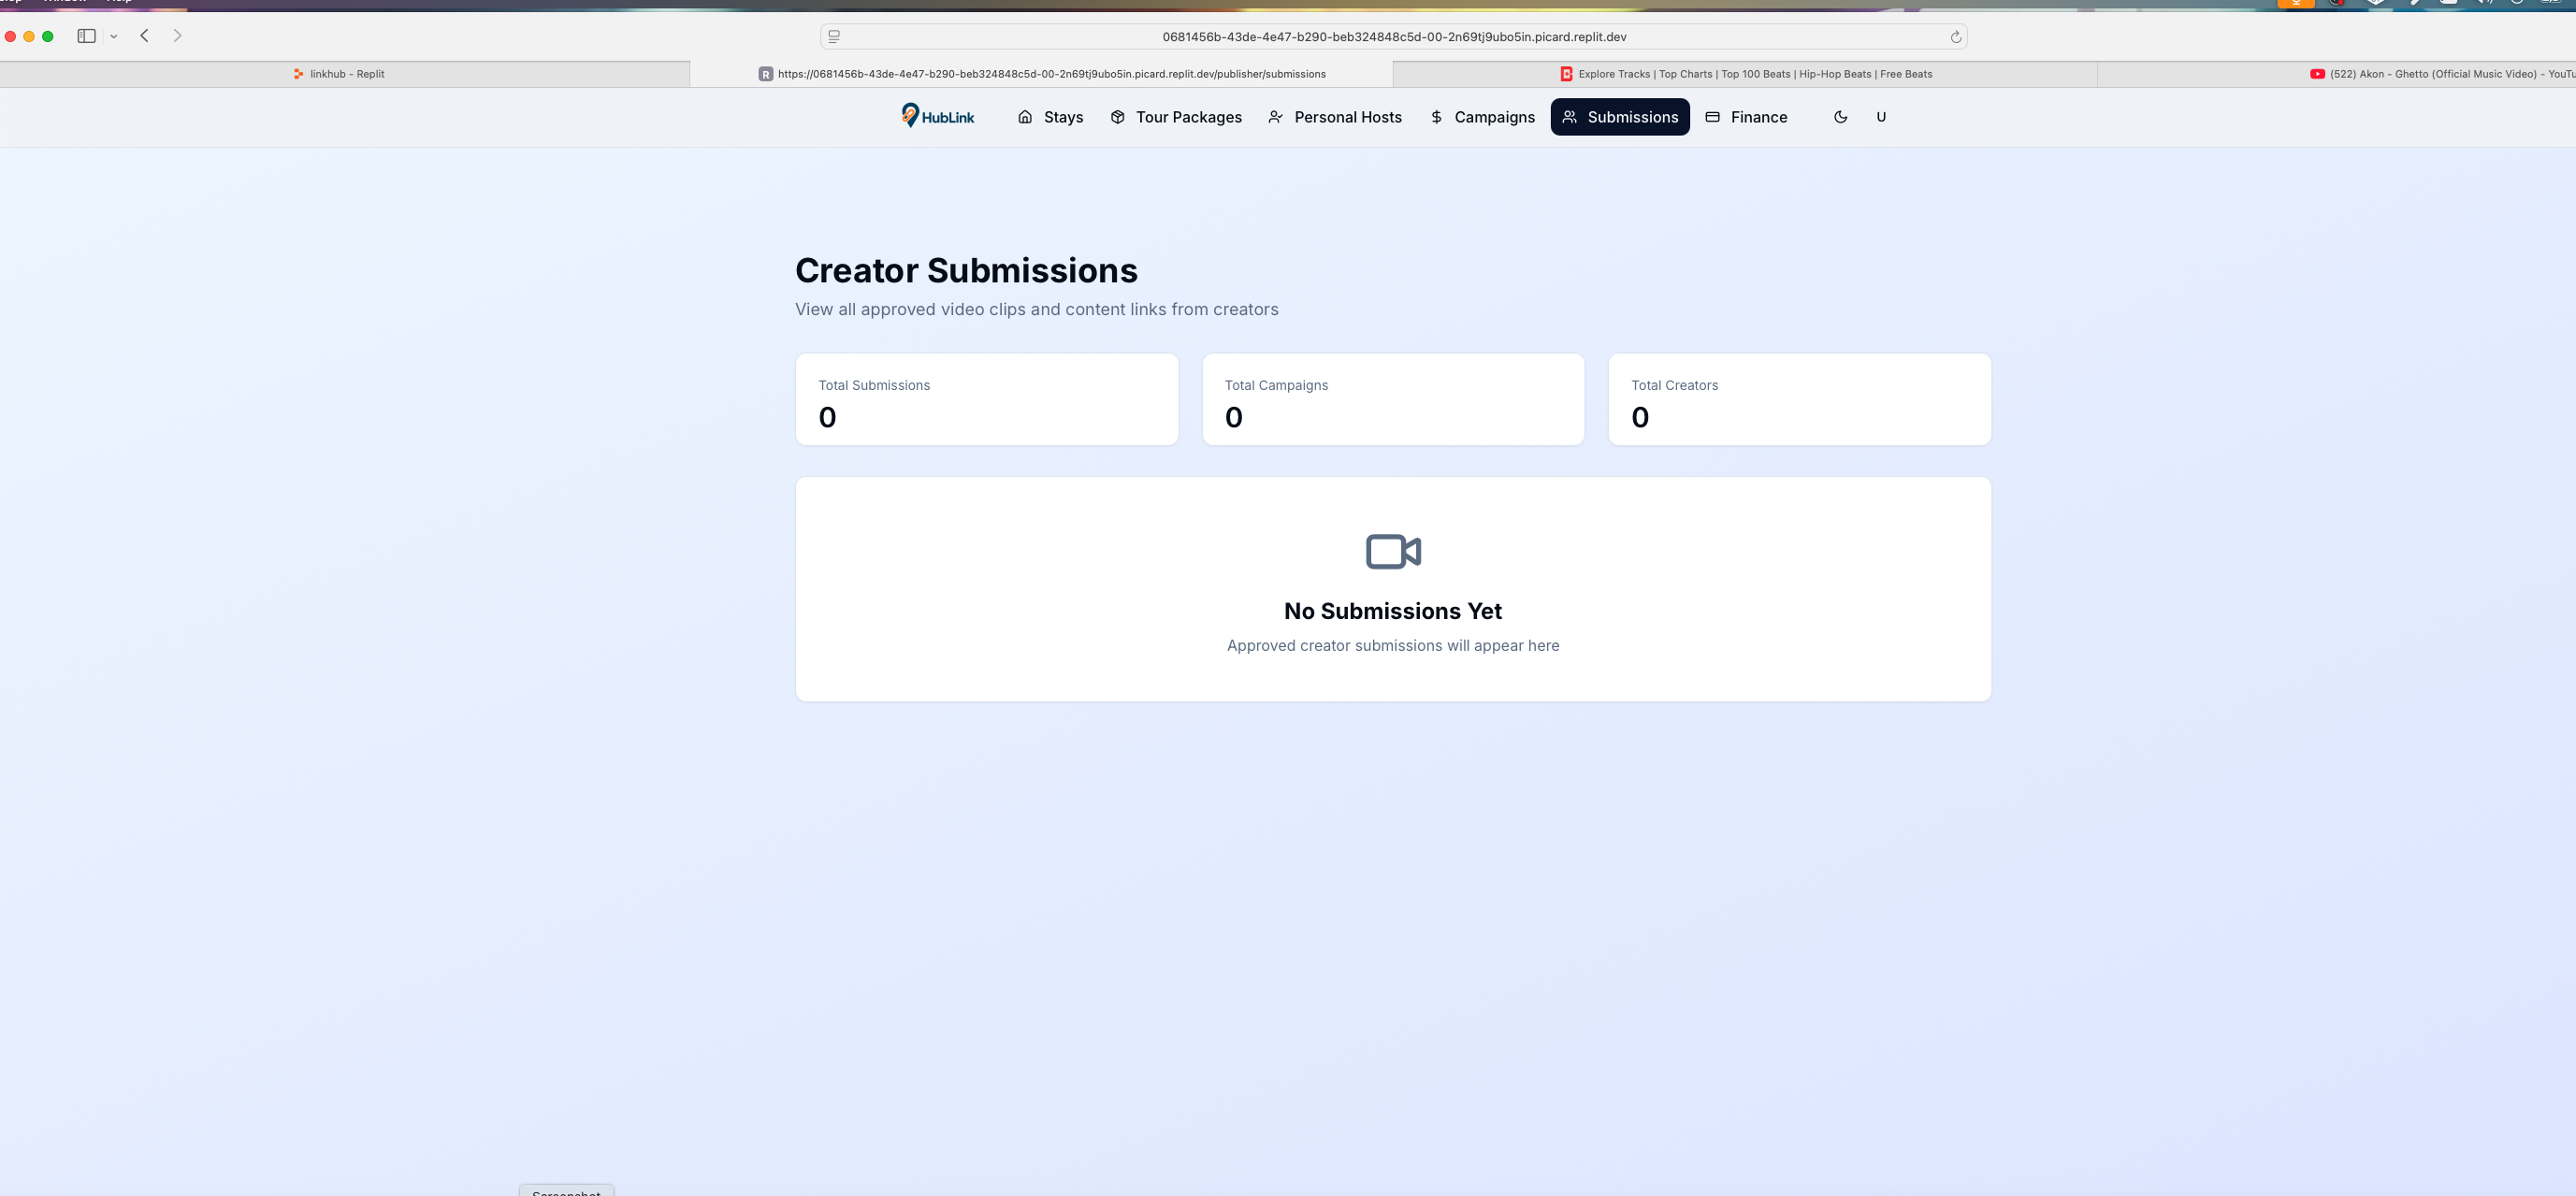 Window Help
0681456b-43de-4e47-b290-beb324848c5d-00-2n69tj9ubo5in.picard.replit.dev
linkhub - Replit
R https://0681456b-43de-4e47-b290-beb324848c5d-00-2n69tj9ubo5in.picard.replit.dev/publisher/submissions
Explore Tracks | Top Charts | Top 100 Beats | Hip-Hop Beats | Free Beats
(522) Akon - Ghetto (Official Music Video) - YouTu
HubLink
Stays
Tour Packages
Personal Hosts
Campaigns
Submissions
Finance
U
Creator Submissions
View all approved video clips and content links from creators
Total Submissions
0
Total Campaigns
0
Total Creators
0
No Submissions Yet
Approved creator submissions will appear here
Screenshot